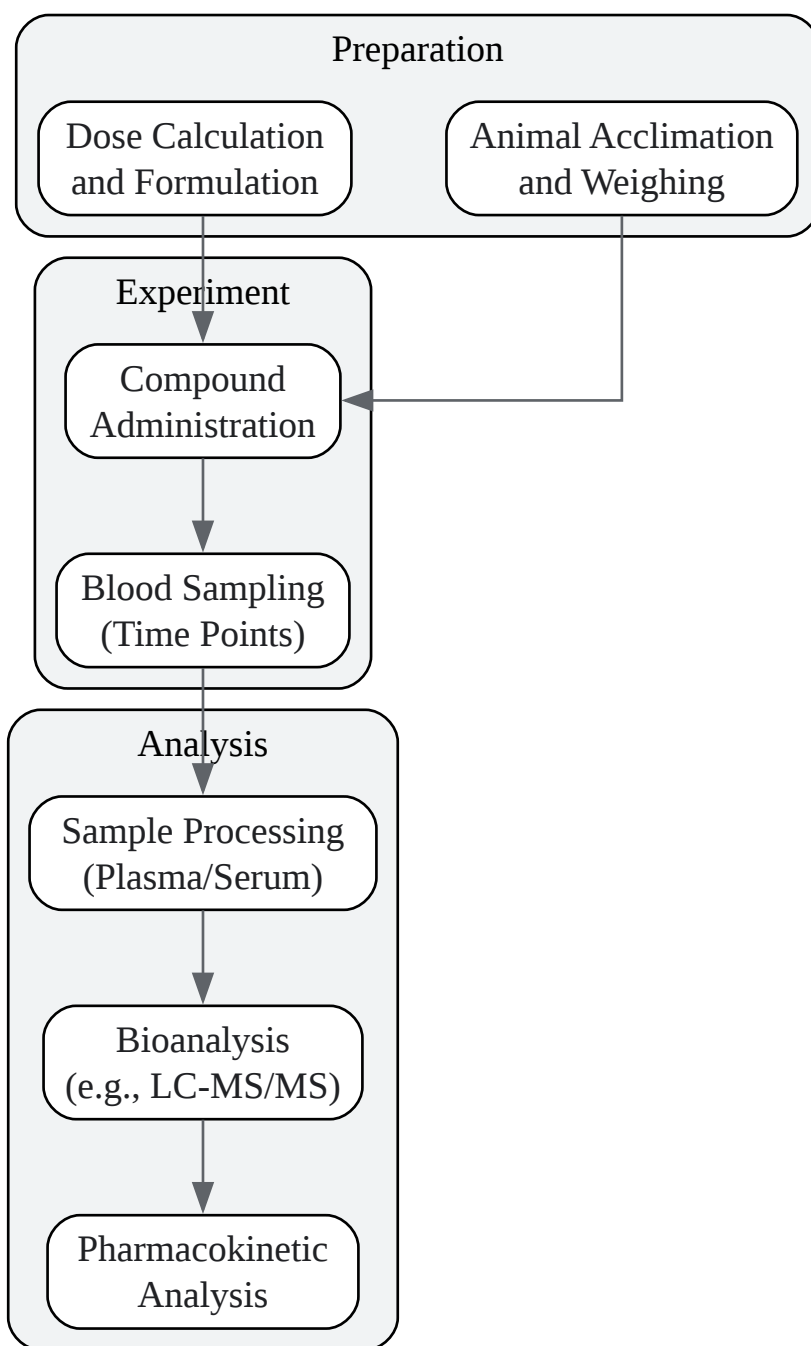 Preparation
Dose Calculation
and Formulation
Animal Acclimation
and Weighing
Experiment
Compound
Administration
Blood Sampling
(Time Points)
Analysis
Sample Processing
(Plasma/Serum)
Bioanalysis
(e.g., LC-MS/MS)
Pharmacokinetic
Analysis